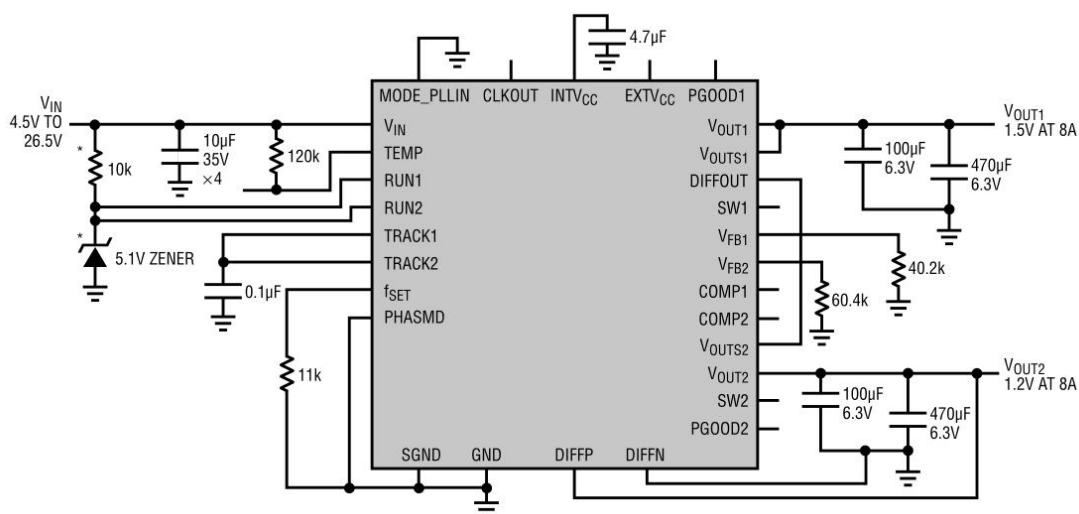 4.7µF
MODE_PLLIN CLKOUT INTVCC EXTVCC PGOOD1
VIN
4.5V TO
26.5V
*
10k
10µF
35V
×4
120k
*
5.1V ZENER
0.1µF
11k
VIN
TEMP
RUN1
RUN2
TRACK1
TRACK2
fSET
PHASMD
SGND GND DIFFP DIFFN
VOUT1
VOUTS1
DIFFOUT
SW1
VFB1
VFB2
COMP1
COMP2
VOUTS2
VOUT2
SW2
PGOOD2
VOUT1
1.5V AT 8A
100µF
6.3V
470µF
6.3V
40.2k
60.4k
VOUT2
1.2V AT 8A
100µF
6.3V
470µF
6.3V